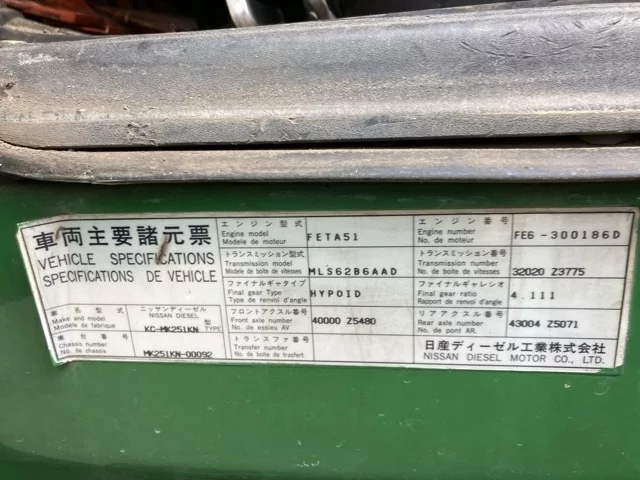 車両主要諸元票
VEHICLE SPECIFICATIONS
SPECIFICATIONS DE VEHICLE
車名 型式 ニッサンディーゼル 型式
Make and model NISSAN DIESEL
Modèle de fabrique KC-MK251KN TYPE
車台番号
Chassis number
No. de chassis MK251KN-00092
エンジン型式
Engine model FETA51
Modele de moteur
トランスミッション型式
Transmission model
Modèle de boîte de vitesses MLS62B6AAD
ファイナルギヤタイプ
Final gear Type HYPOID
Type de renvoi d'angle
フロントアクスル番号
Front axle number 40000 Z5480
No. de essieu AV
トランスファ番号
Transfer number
No. de boite de trasfert
エンジン番号
Engine number FE6-300186D
No. de moteur
トランスミッション番号
Transmission number 32020 Z3775
No. de boite de vitesses
ファイナルギャレシオ
Final gear ratio 4.111
Rapport de renvoi d'angle
リアアクスル番号
Rear axle number 43004 Z5071
No. de pont AR.
日産ディーゼル工業株式会社
NISSAN DIESEL MOTOR CO., LTD.